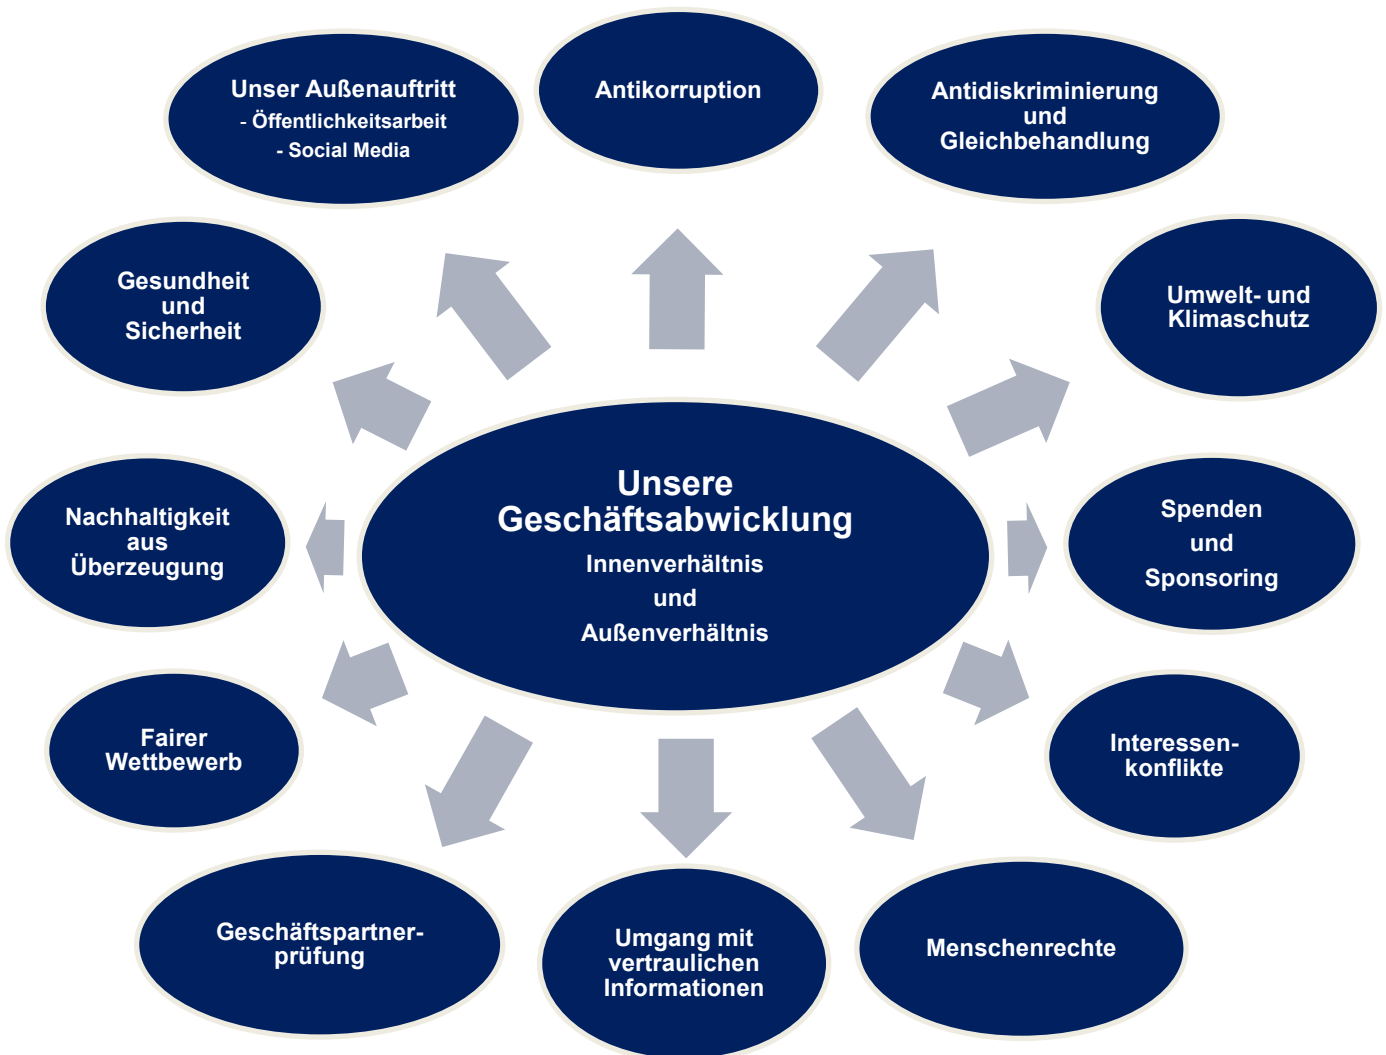 Unser Außenauftritt
- Öffentlichkeitsarbeit
- Social Media
Antikorruption
Antidiskriminierung
und
Gleichbehandlung
Gesundheit
und
Sicherheit
Umwelt- und
Klimaschutz
Unsere
Geschäftsabwicklung
Innenverhältnis
und
Außenverhältnis
Nachhaltigkeit
aus
Überzeugung
Spenden
und
Sponsoring
Fairer
Wettbewerb
Interessen-
konflikte
Geschäftspartner-
prüfung
Umgang mit
vertraulichen
Informationen
Menschenrechte